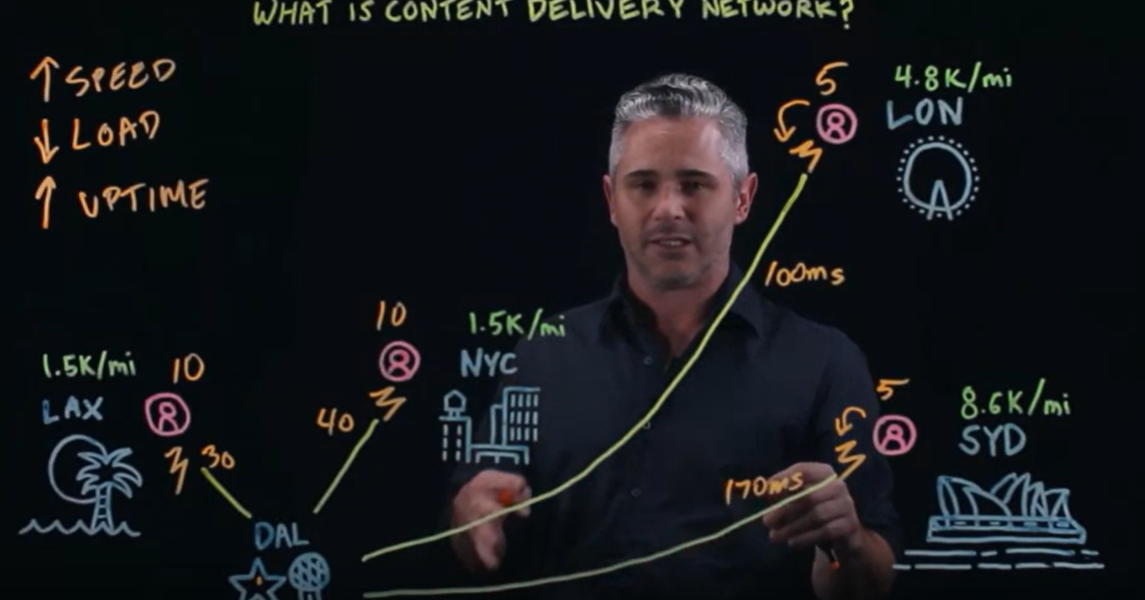 WHAT IS CONTENT DELIVERY NETWORK?
↑ SPEED
↓ LOAD
↑ UPTIME
5
4.8K/mi
LON
100ms
10
1.5K/mi
NYC
40
1.5K/mi
10
LAX
30
5
8.6K/mi
SYD
170ms
DAL